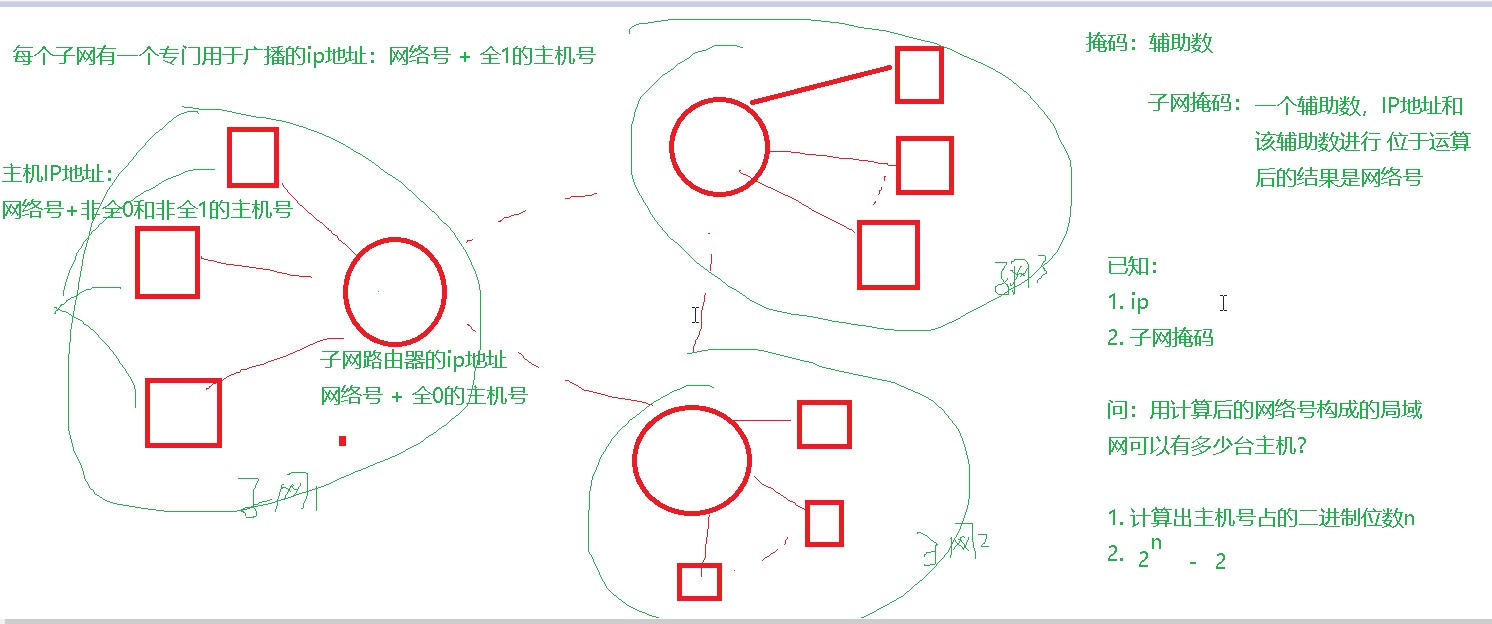 每个子网有一个专门用于广播的ip地址：网络号 + 全1的主机号
主机IP地址：
网络号+非全0和非全1的主机号
子网路由器的ip地址
网络号 + 全0的主机号
子网1
子网3
子网2
掩码：辅助数
子网掩码：一个辅助数，IP地址和
该辅助数进行 位于运算
后的结果是网络号
已知：
1. ip
2. 子网掩码
问：用计算后的网络号构成的局域
网可以有多少台主机？
1. 计算出主机号占的二进制位数n
2. 2^n - 2